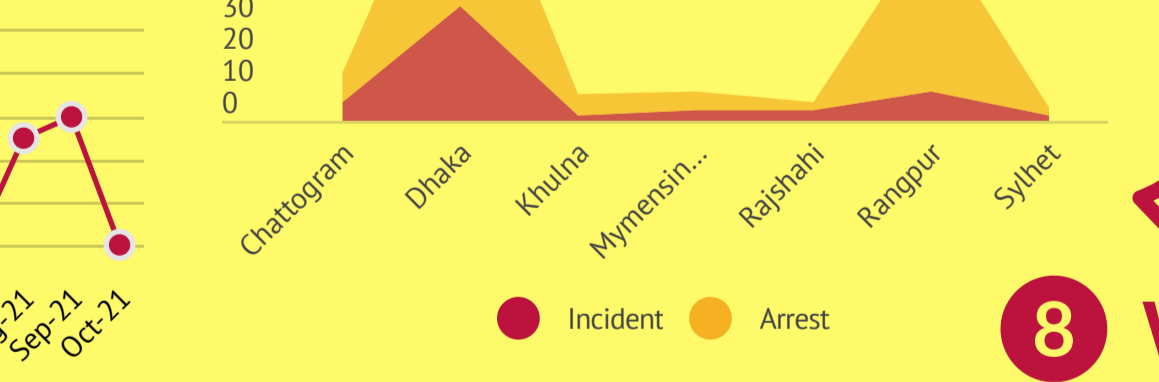 30
20
10
0
Chattogram
Dhaka
Khulna
Mymensin...
Rajshahi
Rangpur
Sylhet
Sep-21
Oct-21
Incident
Arrest
8